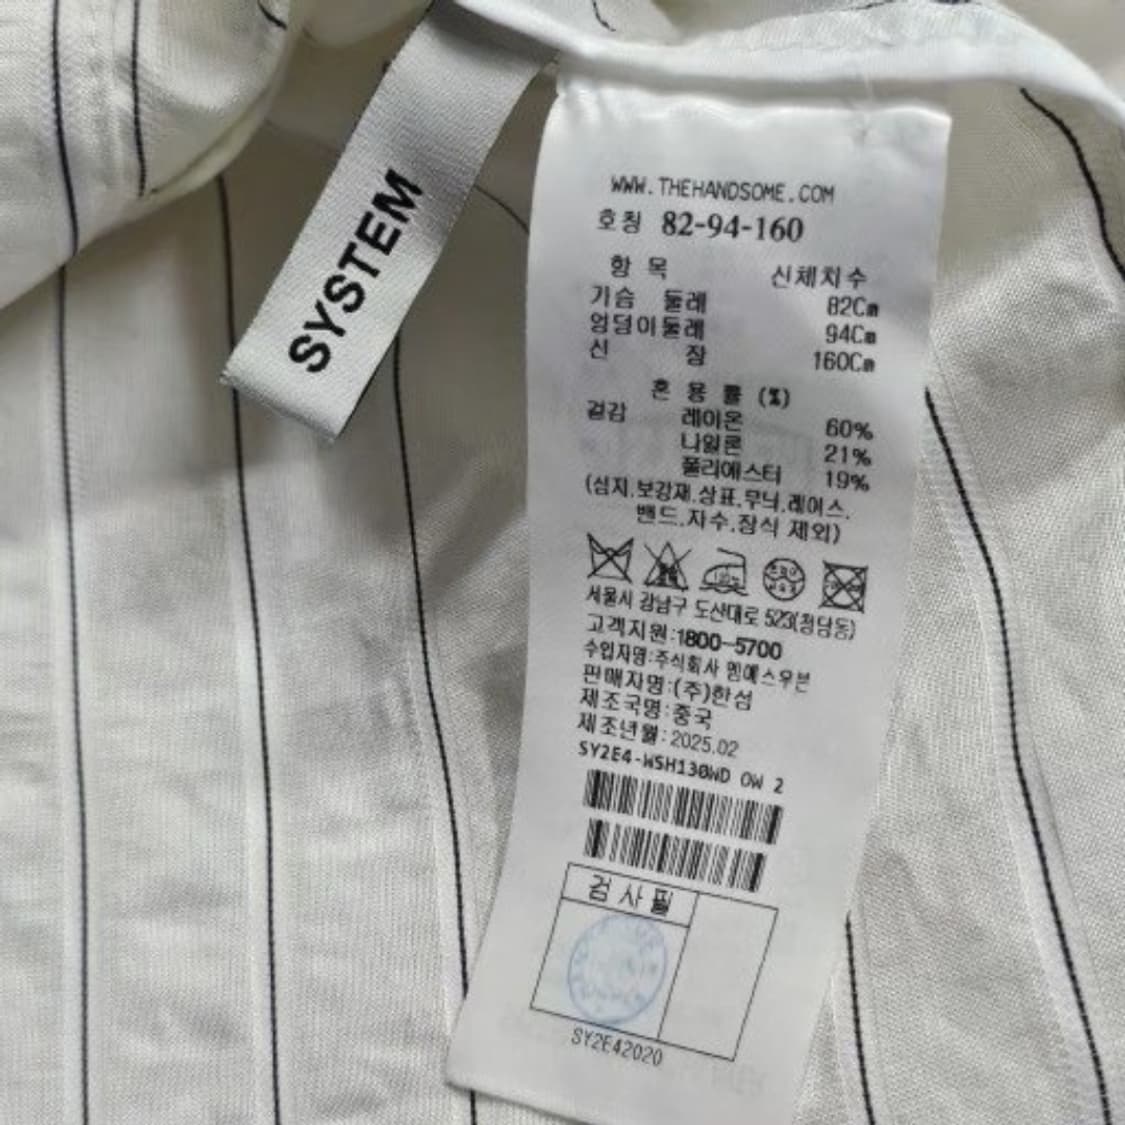 SYSTEM
WWW.THEHANDSOME.COM
호칭 82-94-160
항 목 신체치수
가슴 둘레 82Cm
엉덩이둘레 94Cm
신 장 160Cm
혼 용 률 (%)
겉감 레이온 60%
나일론 21%
폴리에스터 19%
(심지.보강재.상표.무늬.레이스.
밴드.자수.장식 제외)
서울시 강남구 도산대로 523(청담동)
고객지원:1800-5700
수입자명:주식회사 엠에스우븐
판매자명:(주)한섬
제조국명:중국
제조년월:2025.02
SY2E4-WSH130WD OW 2
검사필
SY2E42020